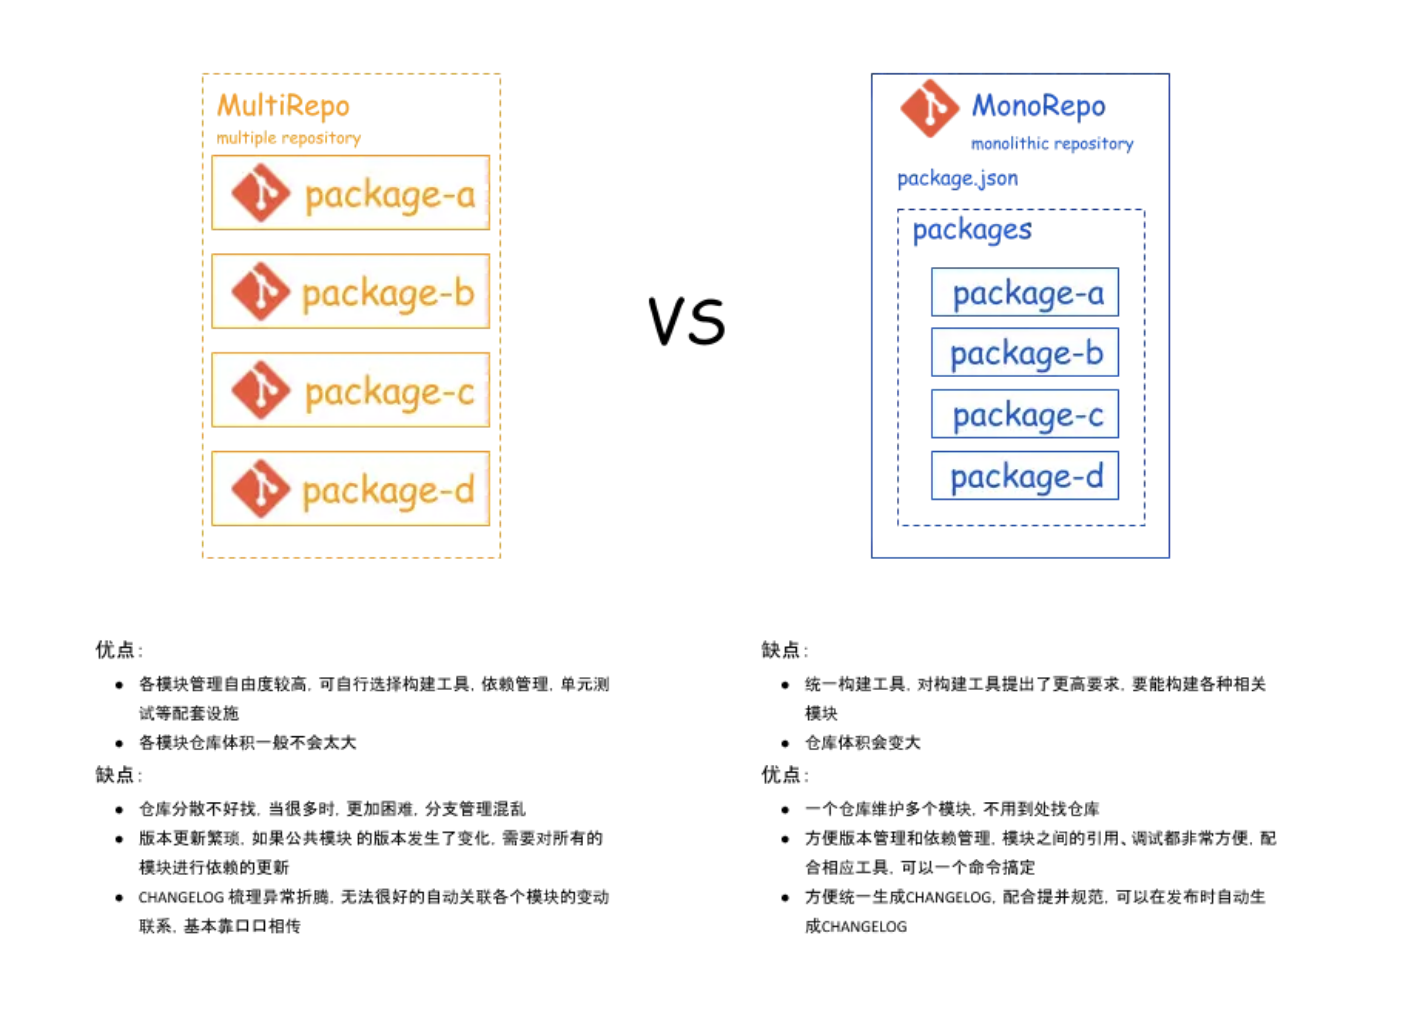 MultiRepo
multiple repository
package-a
package-b
package-c
package-d
VS
MonoRepo
monolithic repository
package.json
packages
package-a
package-b
package-c
package-d
优点：
● 各模块管理自由度较高，可自行选择构建工具，依赖管理，单元测
试等配套设施
● 各模块仓库体积一般不会太大
缺点：
● 仓库分散不好找，当很多时，更加困难，分支管理混乱
● 版本更新繁琐，如果公共模块 的版本发生了变化，需要对所有的
模块进行依赖的更新
● CHANGELOG 梳理异常折腾，无法很好的自动关联各个模块的变动
联系，基本靠口口相传
缺点：
● 统一构建工具，对构建工具提出了更高要求，要能构建各种相关
模块
● 仓库体积会变大
优点：
● 一个仓库维护多个模块，不用到处找仓库
● 方便版本管理和依赖管理，模块之间的引用、调试都非常方便，配
合相应工具，可以一个命令搞定
● 方便统一生成CHANGELOG，配合提并规范，可以在发布时自动生
成CHANGELOG